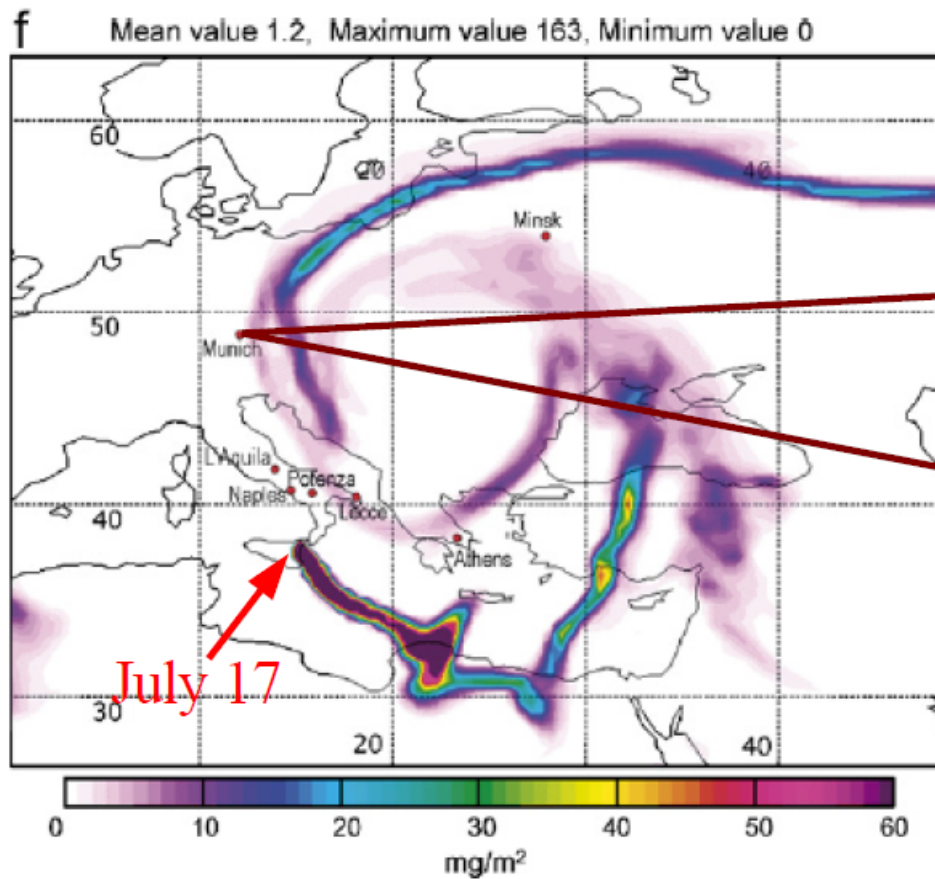 f Mean value 1.2, Maximum value 163, Minimum value 0
60
20
40
Minsk
50
Munich
L'Aquila
Potenza
Naples
Lecce
40
Athens
July 17
30
20
40
0 10 20 30 40 50 60
mg/m²